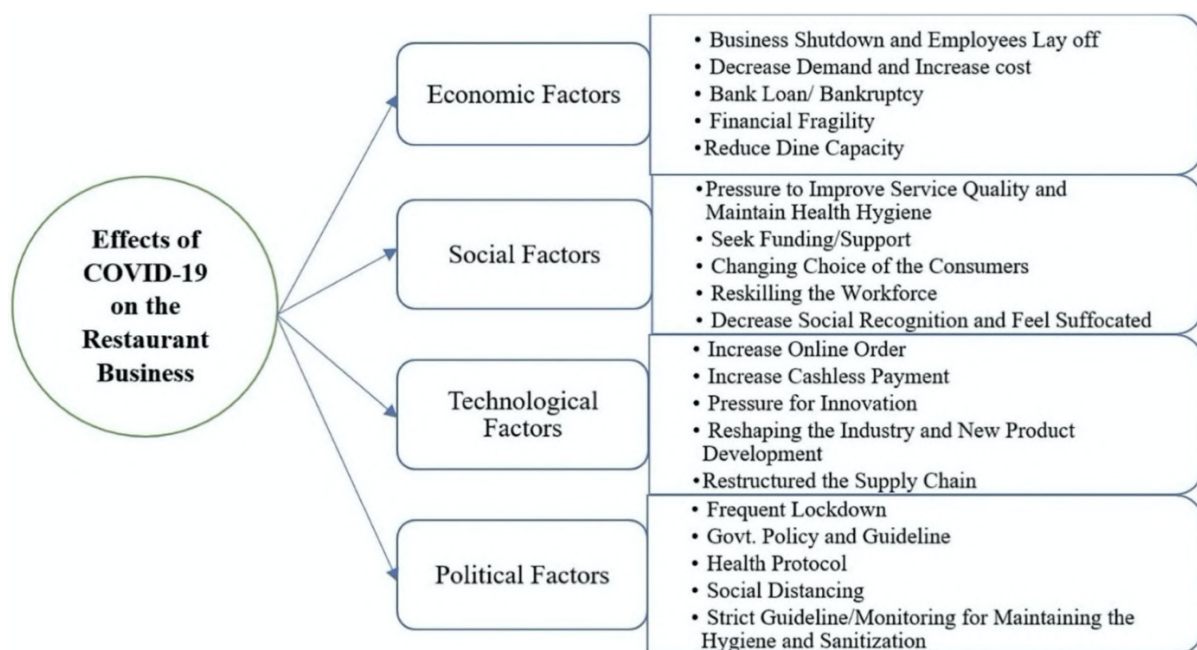 Effects of
COVID-19
on the
Restaurant
Business
Economic Factors
• Business Shutdown and Employees Lay off
• Decrease Demand and Increase cost
• Bank Loan/ Bankruptcy
• Financial Fragility
•Reduce Dine Capacity
Social Factors
•Pressure to Improve Service Quality and
Maintain Health Hygiene
• Seek Funding/Support
• Changing Choice of the Consumers
• Reskilling the Workforce
• Decrease Social Recognition and Feel Suffocated
Technological
Factors
• Increase Online Order
• Increase Cashless Payment
• Pressure for Innovation
• Reshaping the Industry and New Product
Development
•Restructured the Supply Chain
Political Factors
• Frequent Lockdown
• Govt. Policy and Guideline
• Health Protocol
• Social Distancing
• Strict Guideline/Monitoring for Maintaining the
Hygiene and Sanitization